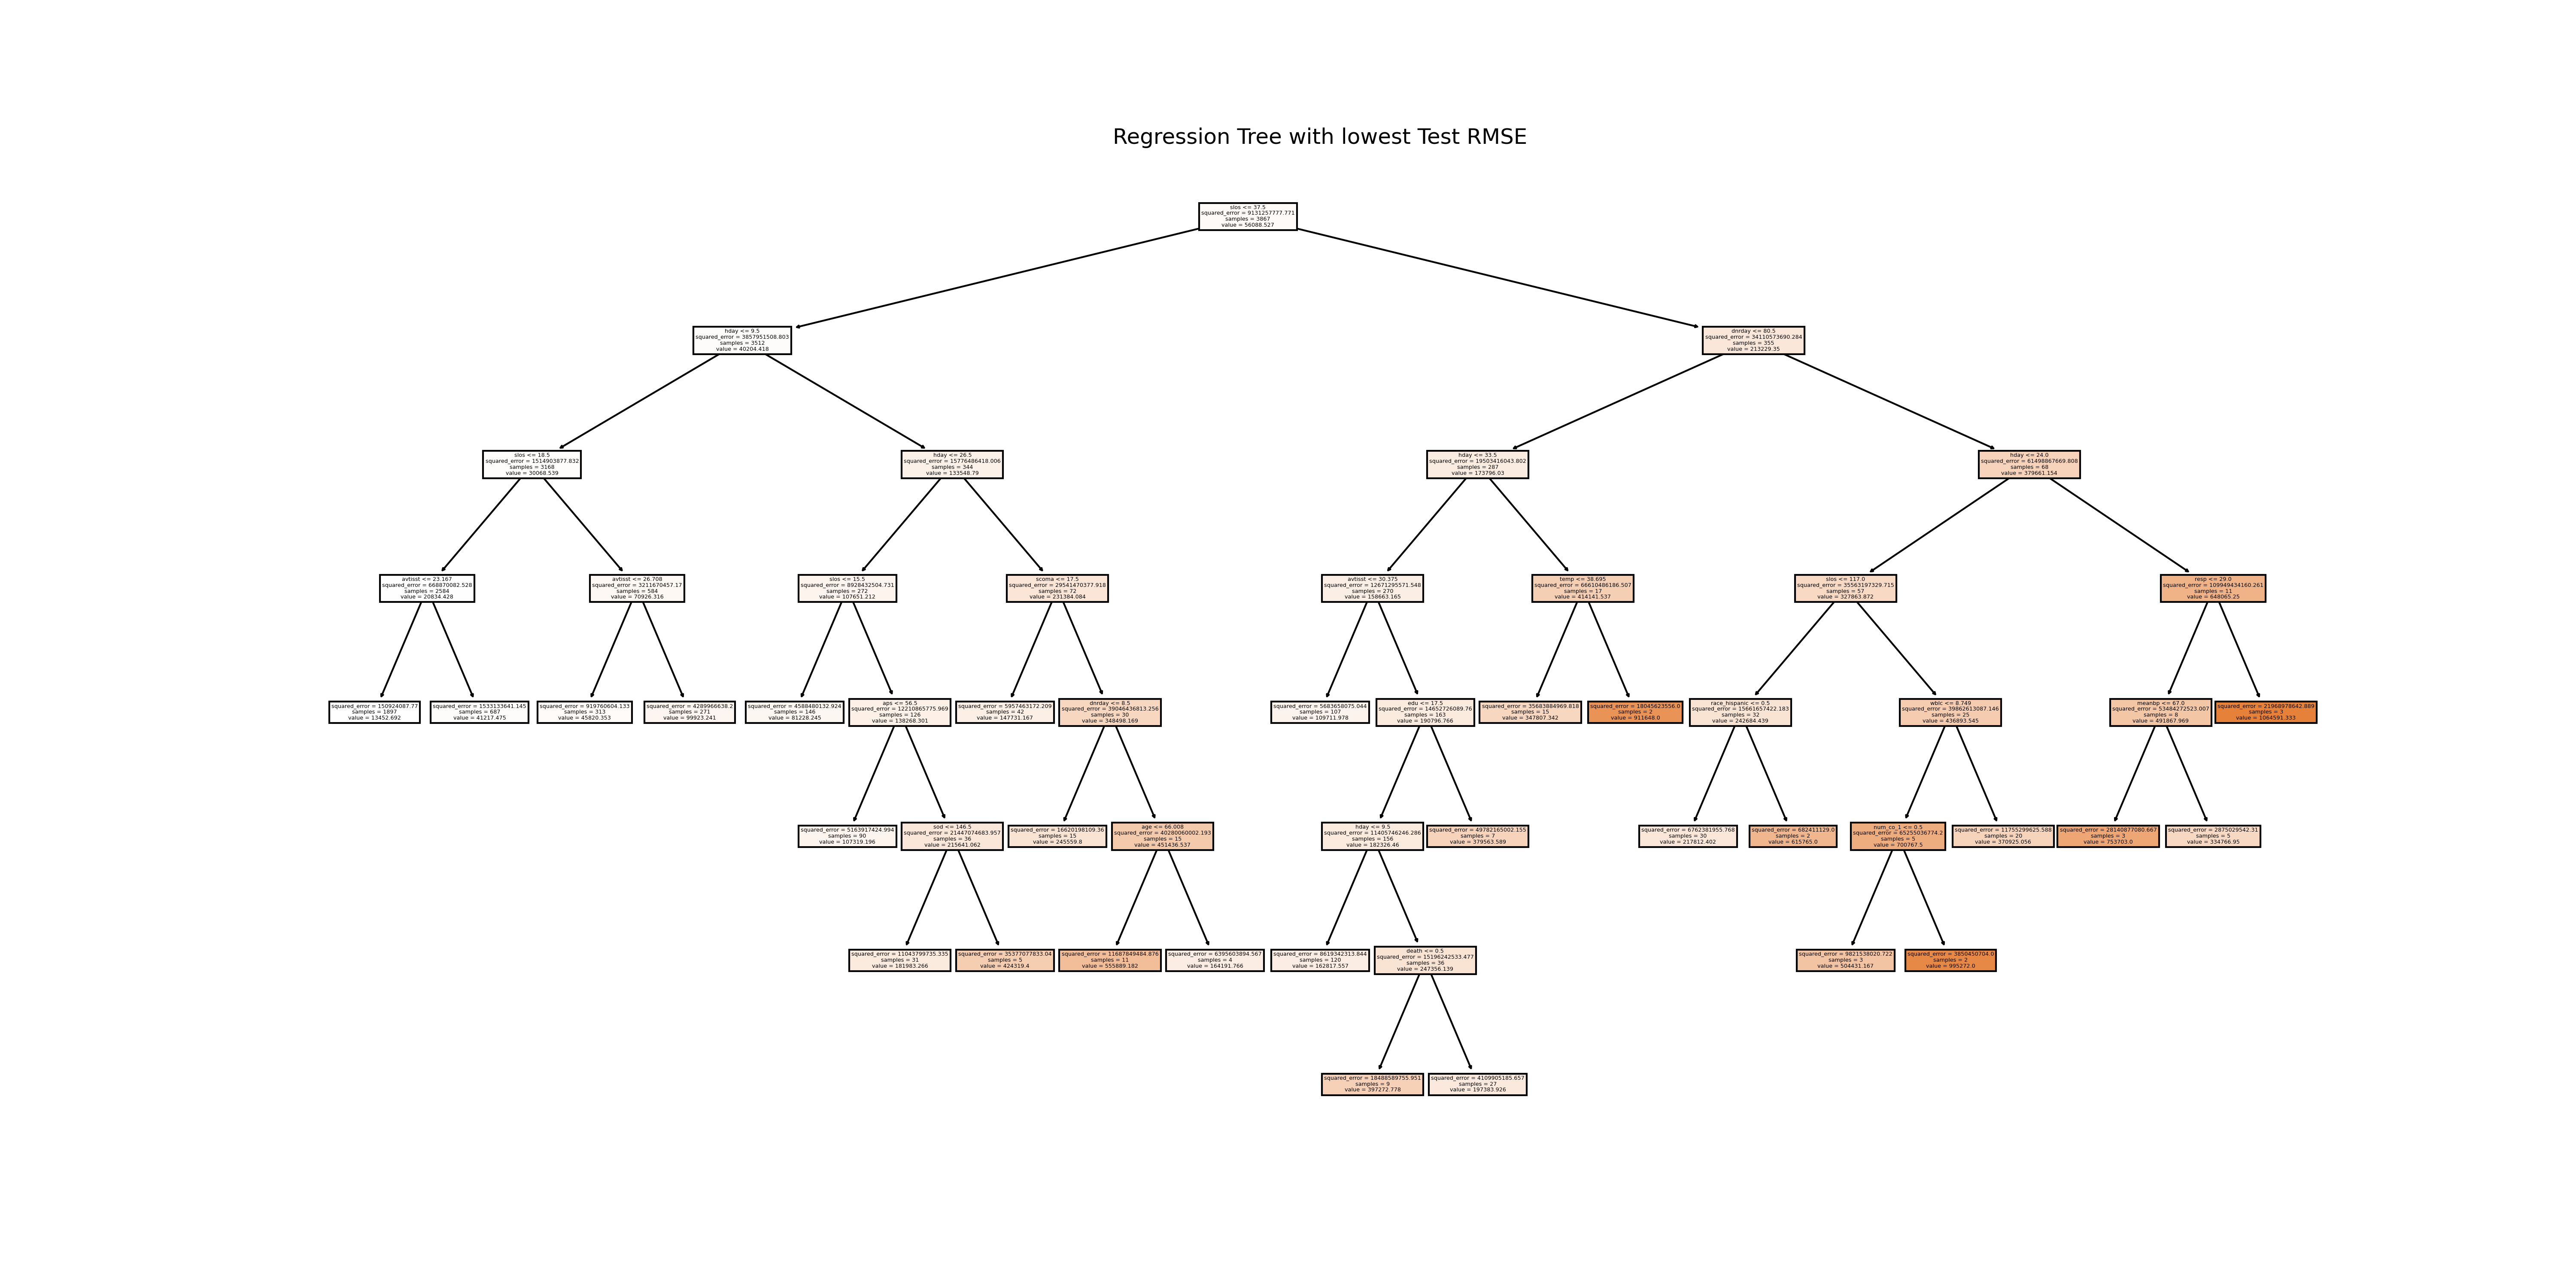 Regression Tree with lowest Test RMSE
slos <= 37.5
squared_error = 9131257777.771
samples = 3867
value = 56088.527
hday <= 9.5
squared_error = 3857951508.803
samples = 3512
value = 40204.418
dnrday <= 80.5
squared_error = 34110573690.284
samples = 355
value = 213229.35
slos <= 18.5
squared_error = 1514903877.832
samples = 3168
value = 30068.539
hday <= 26.5
squared_error = 15776486418.006
samples = 344
value = 133548.79
hday <= 33.5
squared_error = 19503416043.802
samples = 287
value = 173796.03
hday <= 24.0
squared_error = 61498867669.808
samples = 68
value = 379661.154
avtisst <= 23.167
squared_error = 668870082.528
samples = 2584
value = 20834.428
avtisst <= 26.708
squared_error = 3211670457.17
samples = 584
value = 70926.316
slos <= 15.5
squared_error = 8928432504.731
samples = 272
value = 107651.212
scoma <= 17.5
squared_error = 29541470377.918
samples = 72
value = 231384.084
avtisst <= 30.375
squared_error = 12671295571.548
samples = 270
value = 158663.165
temp <= 38.695
squared_error = 66610486186.507
samples = 17
value = 414141.537
slos <= 117.0
squared_error = 35563197329.715
samples = 57
value = 327863.872
resp <= 29.0
squared_error = 109949434160.261
samples = 11
value = 648065.25
squared_error = 150924087.77
samples = 1897
value = 13452.692
squared_error = 1533133641.145
samples = 687
value = 41217.475
squared_error = 919760604.133
samples = 313
value = 45820.353
squared_error = 4289966638.2
samples = 271
value = 99923.241
squared_error = 4588480132.924
samples = 146
value = 81228.245
aps <= 56.5
squared_error = 12210865775.969
samples = 126
value = 138268.301
squared_error = 5957463172.209
samples = 42
value = 147731.167
dnrday <= 8.5
squared_error = 39046436813.256
samples = 30
value = 348498.169
squared_error = 5683658075.044
samples = 107
value = 109711.978
edu <= 17.5
squared_error = 14652726089.76
samples = 163
value = 190796.766
squared_error = 35683884969.818
samples = 15
value = 347807.342
squared_error = 18045623556.0
samples = 2
value = 911648.0
race_hispanic <= 0.5
squared_error = 15661657422.183
samples = 32
value = 242684.439
wblc <= 8.749
squared_error = 39862613087.146
samples = 25
value = 436893.545
meanbp <= 67.0
squared_error = 53484272523.007
samples = 8
value = 491867.969
squared_error = 21968978642.889
samples = 3
value = 1064591.333
squared_error = 5163917424.994
samples = 90
value = 107319.196
sod <= 146.5
squared_error = 21447074683.957
samples = 36
value = 215641.062
squared_error = 16620198109.36
samples = 15
value = 245559.8
age <= 66.008
squared_error = 40280060002.193
samples = 15
value = 451436.537
hday <= 9.5
squared_error = 11405746246.286
samples = 156
value = 182326.46
squared_error = 49782165002.155
samples = 7
value = 379563.589
squared_error = 6762381955.768
samples = 30
value = 217812.402
squared_error = 682411129.0
samples = 2
value = 615765.0
num_co_1 <= 0.5
squared_error = 65255036774.2
samples = 5
value = 700767.5
squared_error = 11755299625.588
samples = 20
value = 370925.056
squared_error = 28140877080.667
samples = 3
value = 753703.0
squared_error = 2875029542.31
samples = 5
value = 334766.95
squared_error = 11043799735.335
samples = 31
value = 181983.266
squared_error = 35377077833.04
samples = 5
value = 424319.4
squared_error = 11687849484.876
samples = 11
value = 555889.182
squared_error = 6395603894.567
samples = 4
value = 164191.766
squared_error = 8619342313.844
samples = 120
value = 162817.557
death <= 0.5
squared_error = 15196242533.477
samples = 36
value = 247356.139
squared_error = 9821538020.722
samples = 3
value = 504431.167
squared_error = 3850450704.0
samples = 2
value = 995272.0
squared_error = 18488589755.951
samples = 9
value = 397272.778
squared_error = 4109905185.657
samples = 27
value = 197383.926